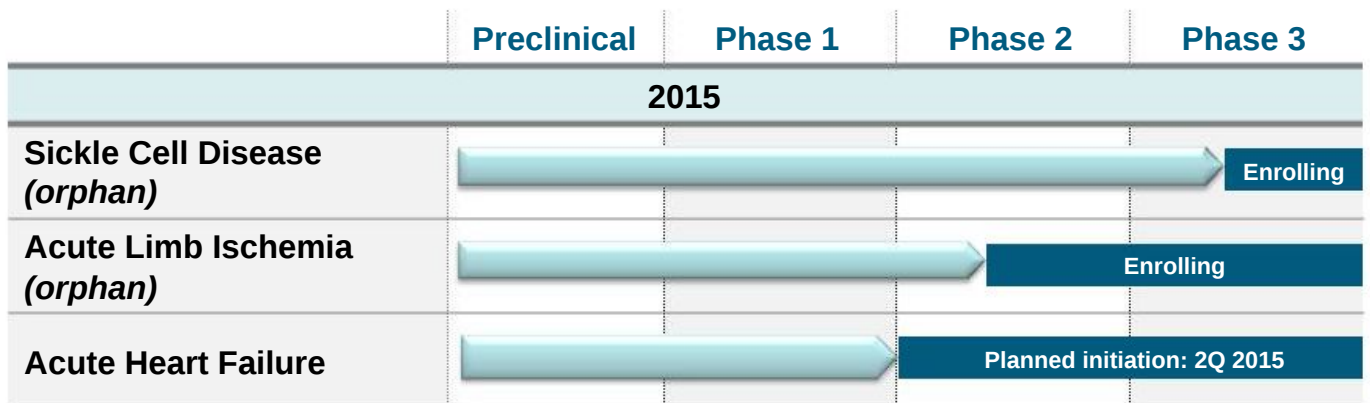 Preclinical Phase 1 Phase 2 Phase 3
2015
Sickle Cell Disease
(orphan)
Enrolling
Acute Limb Ischemia
(orphan)
Enrolling
Acute Heart Failure
Planned initiation: 2Q 2015